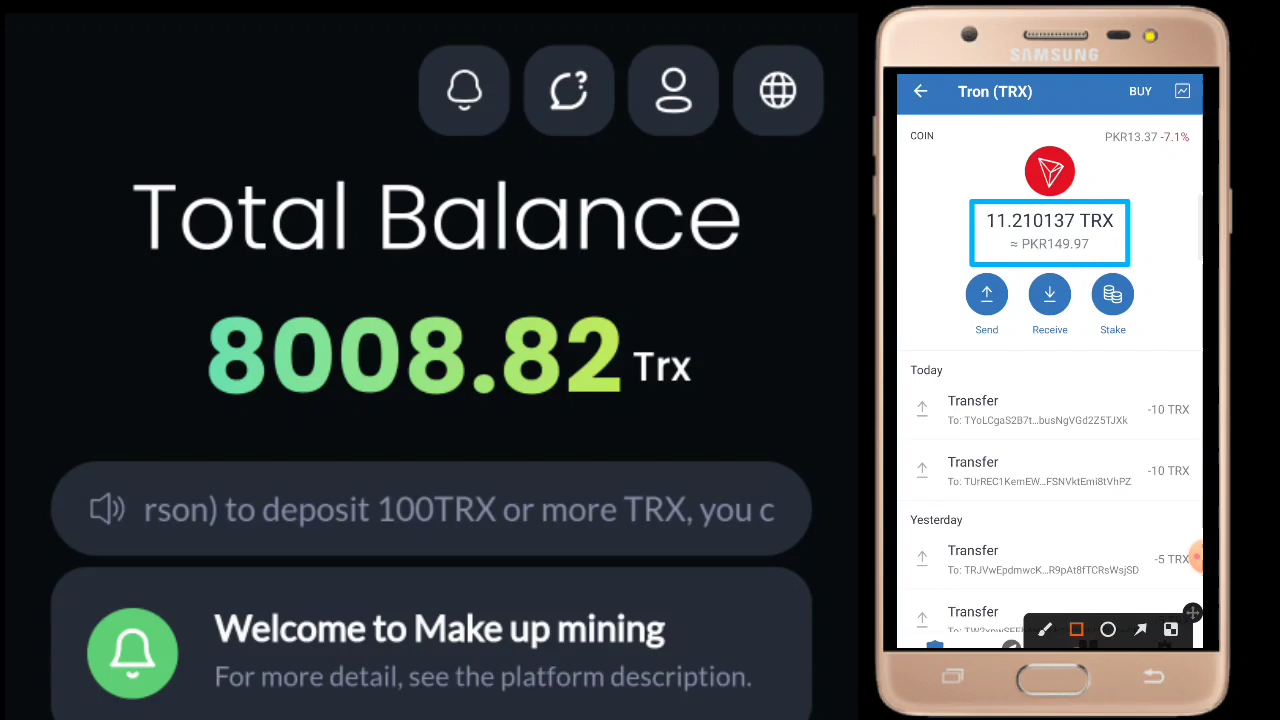 Total Balance
8008.82 Trx
rson) to deposit 100TRX or more TRX, you c
Welcome to Make up mining
For more detail, see the platform description.
SAMSUNG
Tron (TRX)
BUY
COIN
PKR13.37 -7.1%
11.210137 TRX
≈ PKR149.97
Send Receive Stake
Today
Transfer
-10 TRX
To: TYoLCgaS2B7t...busNgVGd2Z5TJXk
Transfer
-10 TRX
To: TUrREC1KemEW...FSNVktEmi8tVhPZ
Yesterday
Transfer
-5 TRX
To: TRJVwEpdmwcK...R9pAt8fTCRsWsjSD
Transfer